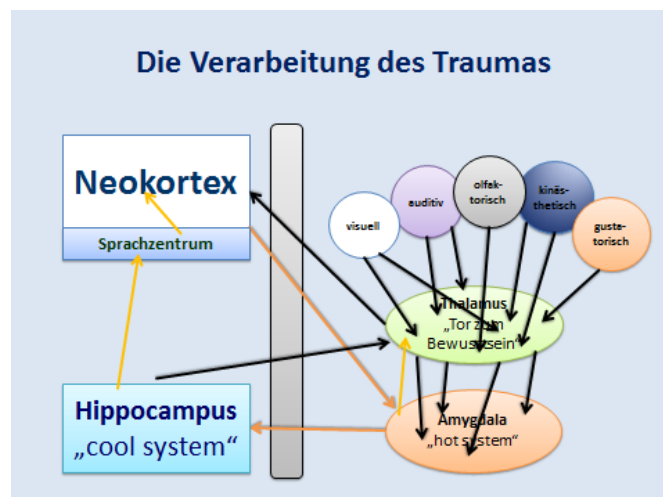 Die Verarbeitung des Traumas
Neokortex
Sprachzentrum
visuell
auditiv
olfak-
torisch
kinäs-
thetisch
gusta-
torisch
Thalamus
„Tor zum
Bewusstsein“
Hippocampus
„cool system“
Amygdala
„hot system“